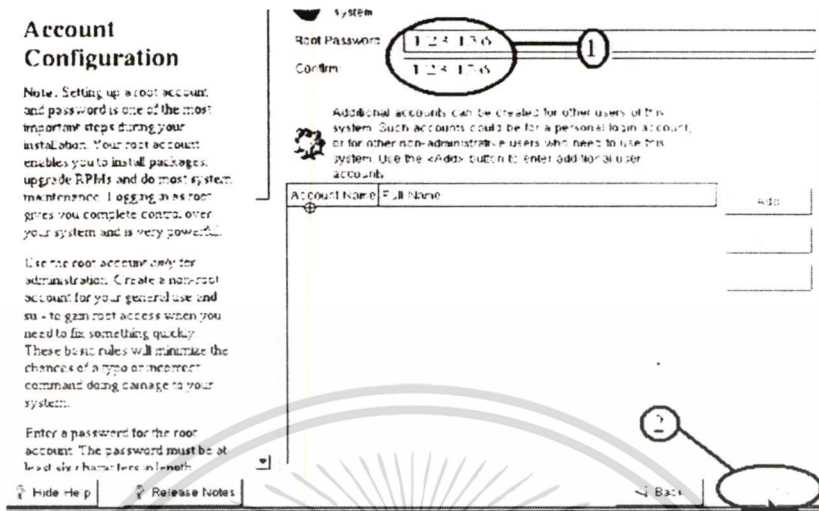 Account
Configuration
Note: Setting up a root account
and password is one of the most
important steps during your
installation. Your root account
enables you to install packages,
upgrade RPMs and do most system
maintenance. Logging in as root
gives you complete control over
your system and is very powerful.
Use the root account only for
administration. Create a non-root
account for your general use and
su - to gain root access when you
need to fix something quickly.
These basic rules will minimize the
chances of a typo or incorrect
command doing damage to your
system.
Enter a password for the root
account. The password must be at
least six characters in length
system.
Root Password:
1
Confirm:
Additional accounts can be created for other users of this
system. Such accounts could be for a personal login account,
or for other non-administrative users who need to use this
system. Use the <Add> button to enter additional user
accounts.
Account Name Full Name
Add
2
Hide Help Release Notes Back